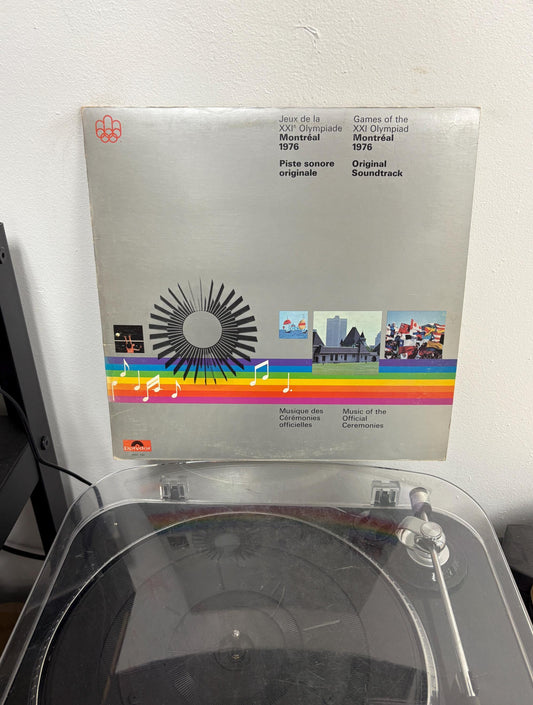 Jeux de la
XXIᵉ Olympiade
Montréal
1976
Piste sonore
originale
Games of the
XXI Olympiad
Montréal
1976
Original
Soundtrack
Musique des
Cérémonies
officielles
Music of the
Official
Ceremonies
Polydor